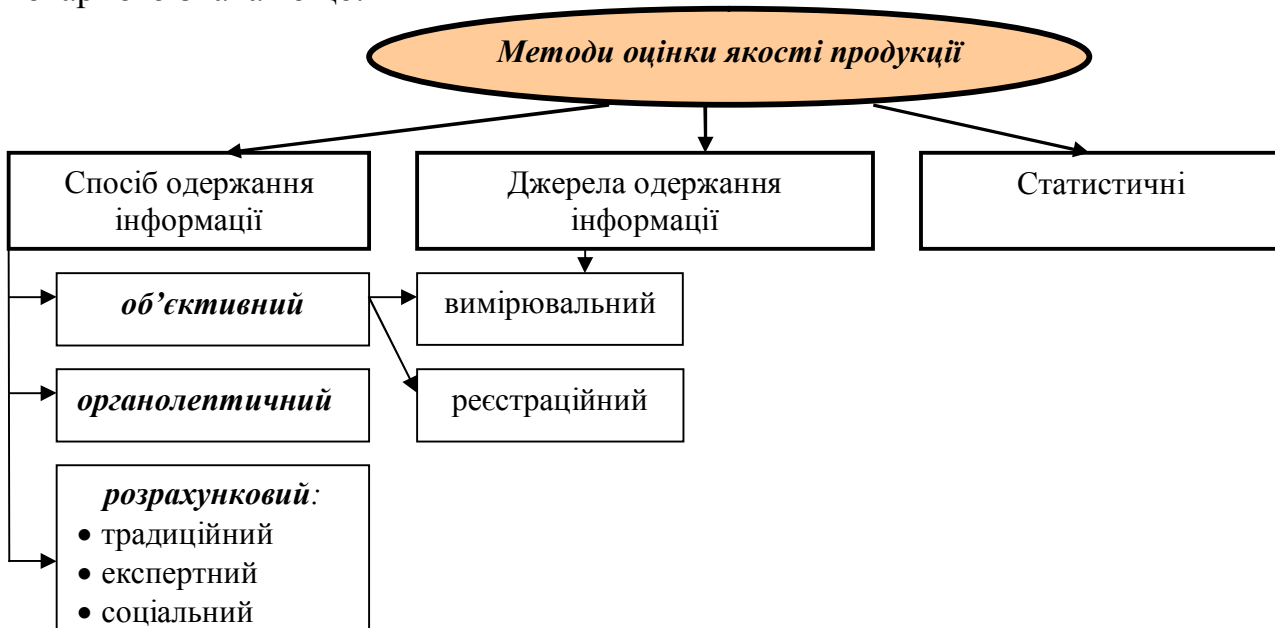 Методи оцінки якості продукції
Спосіб одержання
інформації
Джерела одержання
інформації
Статистичні
об’єктивний
вимірювальний
органолептичний
реєстраційний
розрахунковий:
• традиційний
• експертний
• соціальний